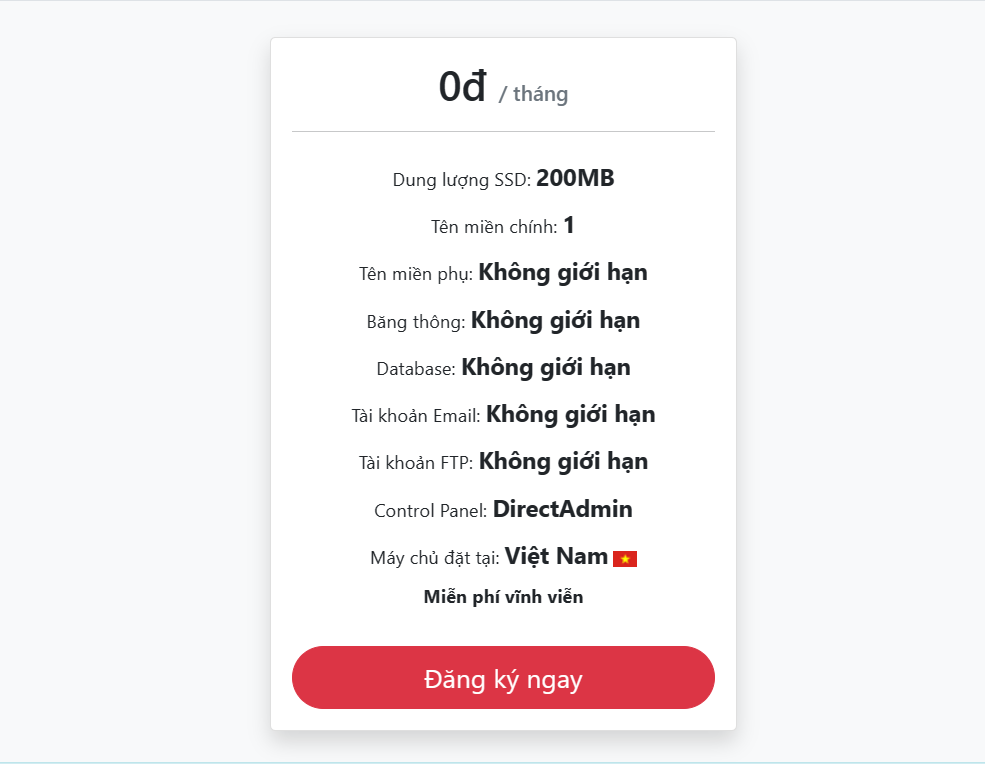 0đ / tháng
Dung lượng SSD: 200MB
Tên miền chính: 1
Tên miền phụ: Không giới hạn
Băng thông: Không giới hạn
Database: Không giới hạn
Tài khoản Email: Không giới hạn
Tài khoản FTP: Không giới hạn
Control Panel: DirectAdmin
Máy chủ đặt tại: Việt Nam
Miễn phí vĩnh viễn
Đăng ký ngay